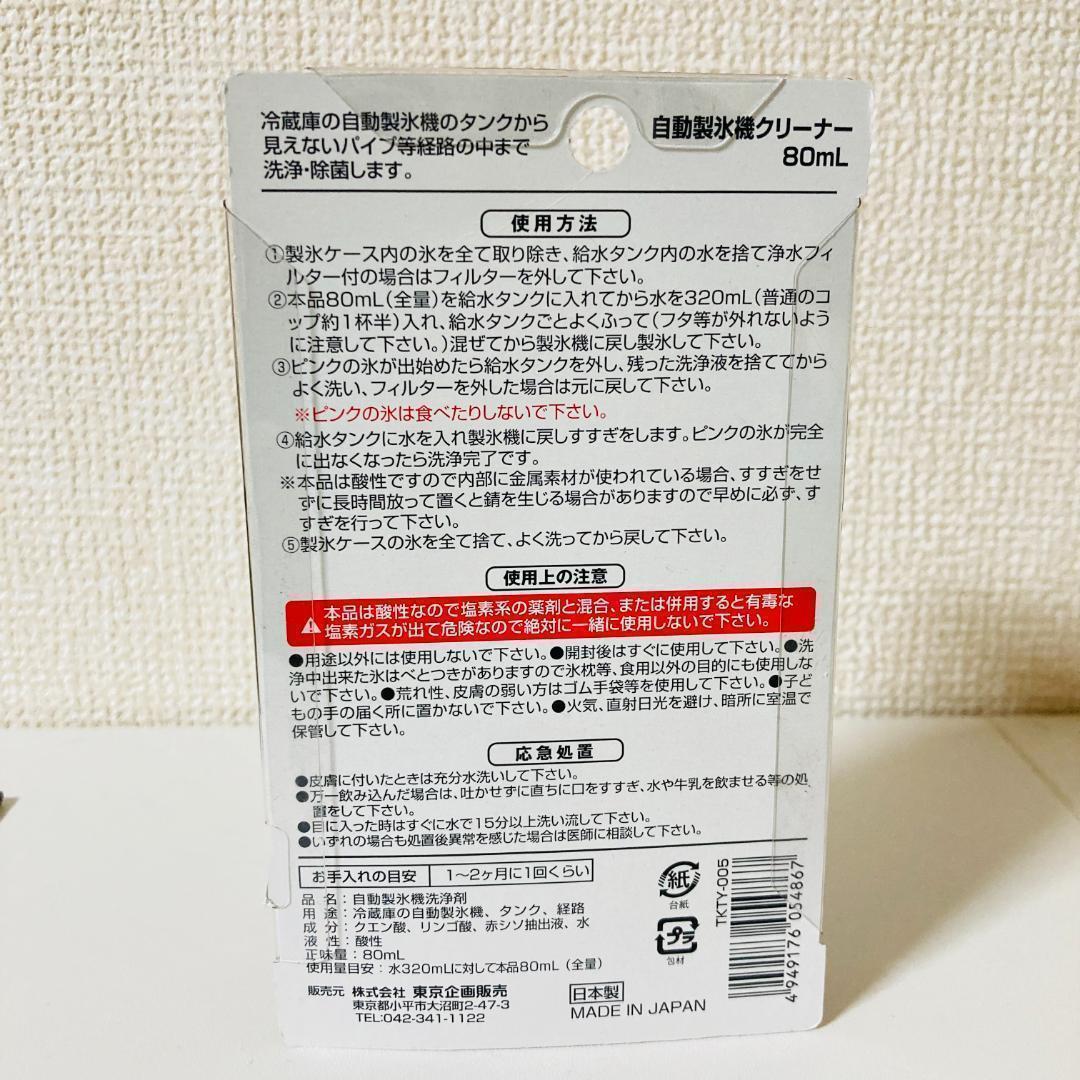 冷蔵庫の自動製氷機のタンクから
見えないパイプ等経路の中まで
洗浄・除菌します。
自動製氷機クリーナー
80mL
使用方法
①製氷ケース内の氷を全て取り除き、給水タンク内の水を捨て浄水フィ
ルター付の場合はフィルターを外して下さい。
②本品80mL（全量）を給水タンクに入れてから水を320mL（普通のコ
ップ約1杯半）入れ、給水タンクごとよくふって（フタ等が外れないよう
に注意して下さい。）混ぜてから製氷機に戻し製氷して下さい。
③ピンクの氷が出始めたら給水タンクを外し、残った洗浄液を捨ててから
よく洗い、フィルターを外した場合は元に戻して下さい。
※ピンクの氷は食べたりしないで下さい。
④給水タンクに水を入れ製氷機に戻しすすぎをします。ピンクの氷が完全
に出なくなったら洗浄完了です。
※本品は酸性ですので内部に金属素材が使われている場合、すすぎをせ
ずに長時間放って置くと錆を生じる場合がありますので早めに必ず、す
すぎを行って下さい。
⑤製氷ケースの氷を全て捨て、よく洗ってから戻して下さい。
使用上の注意
本品は酸性なので塩素系の薬剤と混合、または併用すると有毒な
塩素ガスが出て危険なので絶対に一緒に使用しないで下さい。
●用途以外には使用しないで下さい。●開封後はすぐに使用して下さい。●洗
浄中出来た氷はべとつきがありますので氷枕等、食用以外の目的にも使用しな
いで下さい。●荒れ性、皮膚の弱い方はゴム手袋等を使用して下さい。●子ど
もの手の届く所に置かないで下さい。●火気、直射日光を避け、暗所に室温で
保管して下さい。
応急処置
●皮膚に付いたときは充分水洗いして下さい。
●万一飲み込んだ場合は、吐かせずに直ちに口をすすぎ、水や牛乳を飲ませる等の処
置をして下さい。
●目に入った時はすぐに水で15分以上洗い流して下さい。
●いずれの場合も処置後異常を感じた場合は医師に相談して下さい。
お手入れの目安 1～2ヶ月に1回くらい
品 名：自動製氷機洗浄剤
用 途：冷蔵庫の自動製氷機、タンク、経路
成 分：クエン酸、リンゴ酸、赤シソ抽出液、水
液 性：酸性
正味量：80mL
使用量目安：水320mLに対して本品80mL（全量）
販売元 株式会社 東京企画販売
東京都小平市大沼町2-47-3
TEL:042-341-1122
紙
台紙
プラ
包材
日本製
MADE IN JAPAN
TKTY-005
4 949176 054867